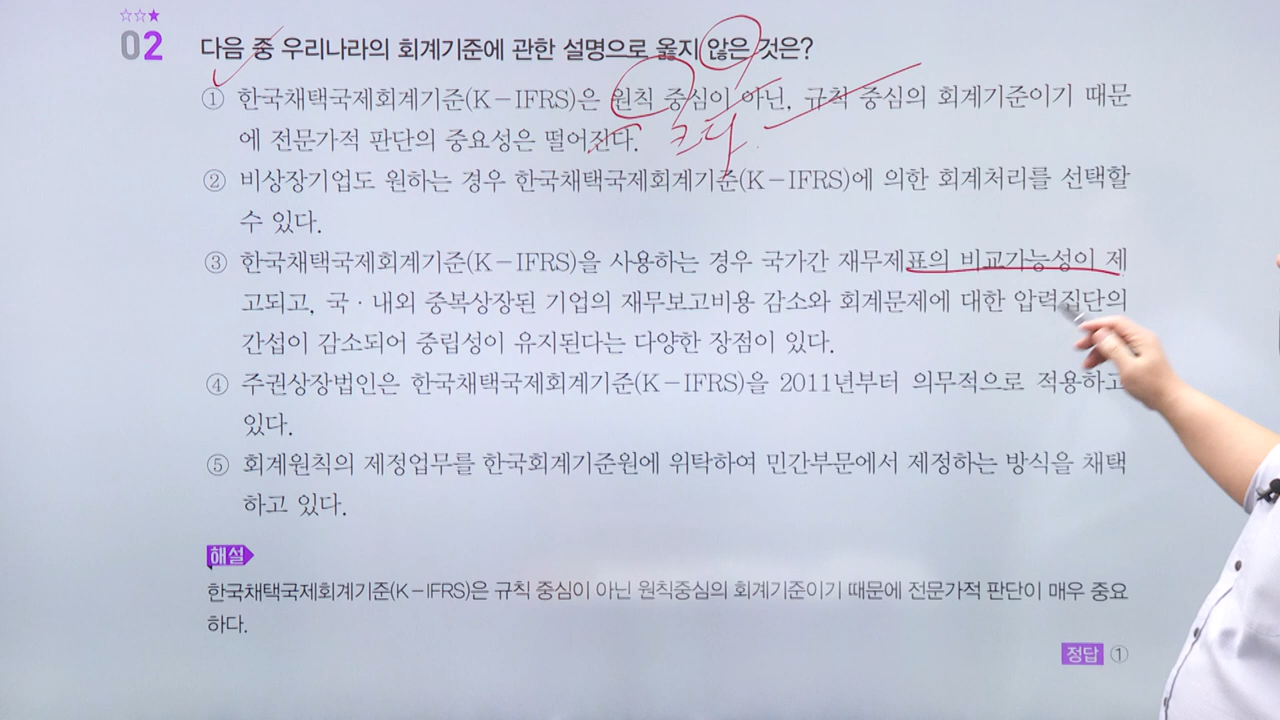 ☆☆★
02 다음 중 우리나라의 회계기준에 관한 설명으로 옳지 않은 것은?
① 한국채택국제회계기준(K-IFRS)은 원칙 중심이 아닌, 규칙 중심의 회계기준이기 때문
에 전문가적 판단의 중요성은 떨어진다.
크다.
② 비상장기업도 원하는 경우 한국채택국제회계기준(K-IFRS)에 의한 회계처리를 선택할
수 있다.
③ 한국채택국제회계기준(K-IFRS)을 사용하는 경우 국가간 재무제표의 비교가능성이 제
고되고, 국·내외 중복상장된 기업의 재무보고비용 감소와 회계문제에 대한 압력집단의
간섭이 감소되어 중립성이 유지된다는 다양한 장점이 있다.
④ 주권상장법인은 한국채택국제회계기준(K-IFRS)을 2011년부터 의무적으로 적용하고
있다.
⑤ 회계원칙의 제정업무를 한국회계기준원에 위탁하여 민간부문에서 제정하는 방식을 채택
하고 있다.
해설
한국채택국제회계기준(K-IFRS)은 규칙 중심이 아닌 원칙중심의 회계기준이기 때문에 전문가적 판단이 매우 중요
하다.
정답 ①